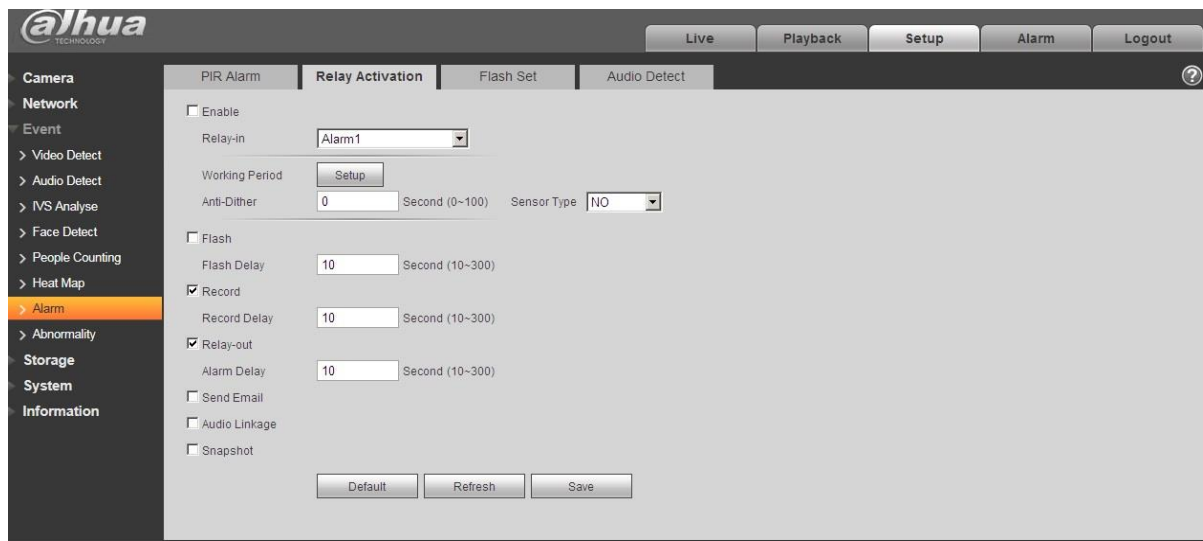 alhua
TECHNOLOGY
Live
Playback
Setup
Alarm
Logout
Camera
Network
Event
> Video Detect
> Audio Detect
> IVS Analyse
> Face Detect
> People Counting
> Heat Map
> Alarm
> Abnormality
Storage
System
Information
PIR Alarm
Relay Activation
Flash Set
Audio Detect
?
Enable
Relay-in Alarm1
Working Period Setup
Anti-Dither 0 Second (0~100) Sensor Type NO
Flash
Flash Delay 10 Second (10~300)
Record
Record Delay 10 Second (10~300)
Relay-out
Alarm Delay 10 Second (10~300)
Send Email
Audio Linkage
Snapshot
Default Refresh Save